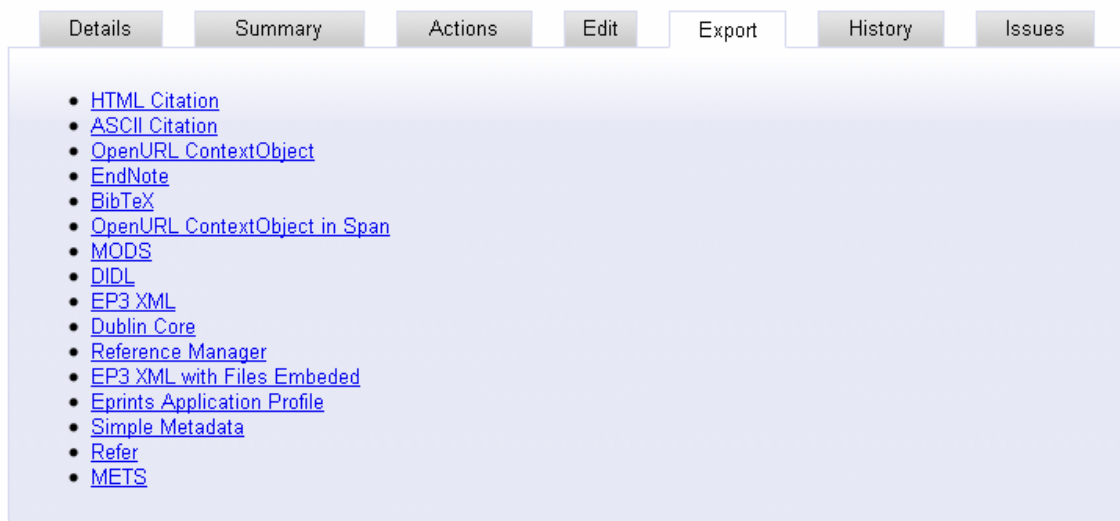 Details Summary Actions Edit Export History Issues
HTML Citation
ASCII Citation
OpenURL ContextObject
EndNote
BibTeX
OpenURL ContextObject in Span
MODS
DIDL
EP3 XML
Dublin Core
Reference Manager
EP3 XML with Files Embeded
Eprints Application Profile
Simple Metadata
Refer
METS